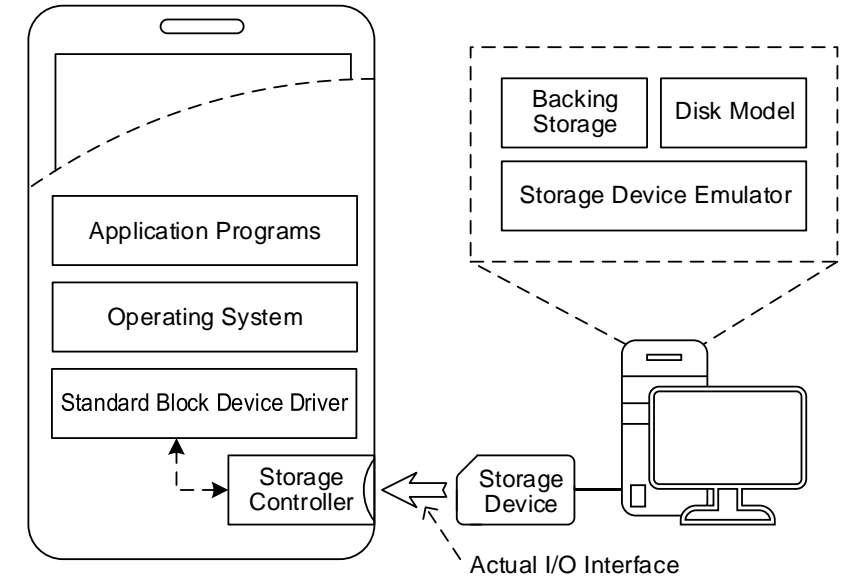 Application Programs
Operating System
Standard Block Device Driver
Storage
Controller
Backing
Storage
Disk Model
Storage Device Emulator
Storage
Device
Actual I/O Interface